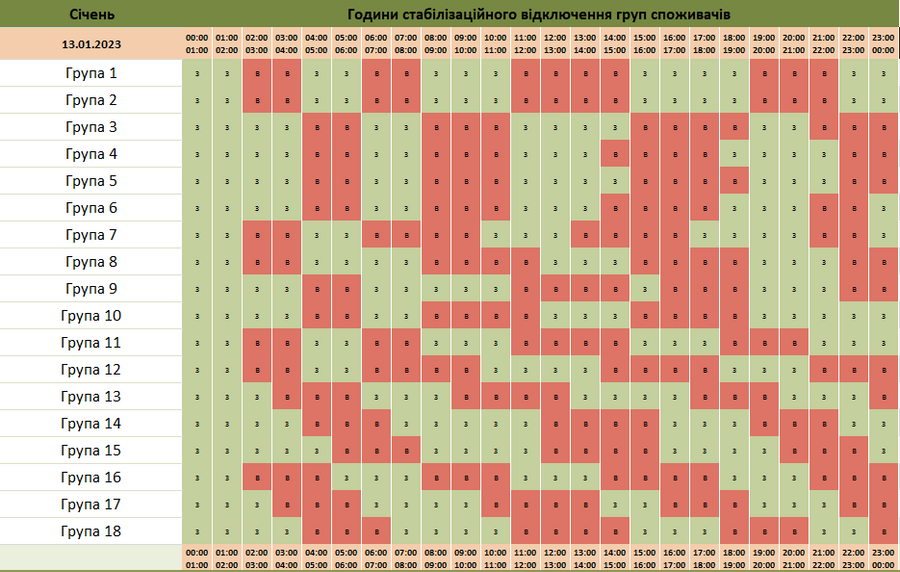 Січень Години стабілізаційного відключення груп споживачів
13.01.2023
00:00 01:00 02:00 03:00 04:00 05:00 06:00 07:00 08:00 09:00 10:00 11:00 12:00 13:00 14:00 15:00 16:00 17:00 18:00 19:00 20:00 21:00 22:00 23:00
01:00 02:00 03:00 04:00 05:00 06:00 07:00 08:00 09:00 10:00 11:00 12:00 13:00 14:00 15:00 16:00 17:00 18:00 19:00 20:00 21:00 22:00 23:00 00:00
Група 1 З З В В З З В В З З З В В В В З З З З В В В З З
Група 2 З З В В З З В В З З З В В В В З З З З В В В З З
Група 3 З З З З В В З З В В В З З З З В В В В З З В В В
Група 4 З З З З В В З З В В В З З З В В В В З З З З В В
Група 5 З З З З В В З З В В В З З З З В В В В З З З В В
Група 6 З З З З В В З З В В В З З З В В В В З З З В В З
Група 7 З З В В З З В В В В З З З В В В В З З З З В В З
Група 8 З З В В З З З З В В В В З З З В В В В З З З В В
Група 9 З З З З В В З З З З З В В В В З В В В З З З В В
Група 10 З З З З В В З З В В В В З З З В В В В З З З З З
Група 11 З З В В З З В В З З З В В В В З З З В В В З З З
Група 12 З З В В З З В В В В З З З З В В В В З З З В В В
Група 13 З З З В В В З З З В В В В З З З З В В В З З З В
Група 14 З З З З В В В З З З З З В В В В З З З В В В З З
Група 15 З З З З З В В В З З З З В В В В З З З З В В В З
Група 16 З З В В В З З З В В В З З З В В В В З З З В В В
Група 17 З З З В В В З З З З В В В В З З В В В З З З В В
Група 18 З З З З В В В З З З З В В В В З З З В В В З З В
00:00 01:00 02:00 03:00 04:00 05:00 06:00 07:00 08:00 09:00 10:00 11:00 12:00 13:00 14:00 15:00 16:00 17:00 18:00 19:00 20:00 21:00 22:00 23:00
01:00 02:00 03:00 04:00 05:00 06:00 07:00 08:00 09:00 10:00 11:00 12:00 13:00 14:00 15:00 16:00 17:00 18:00 19:00 20:00 21:00 22:00 23:00 00:00